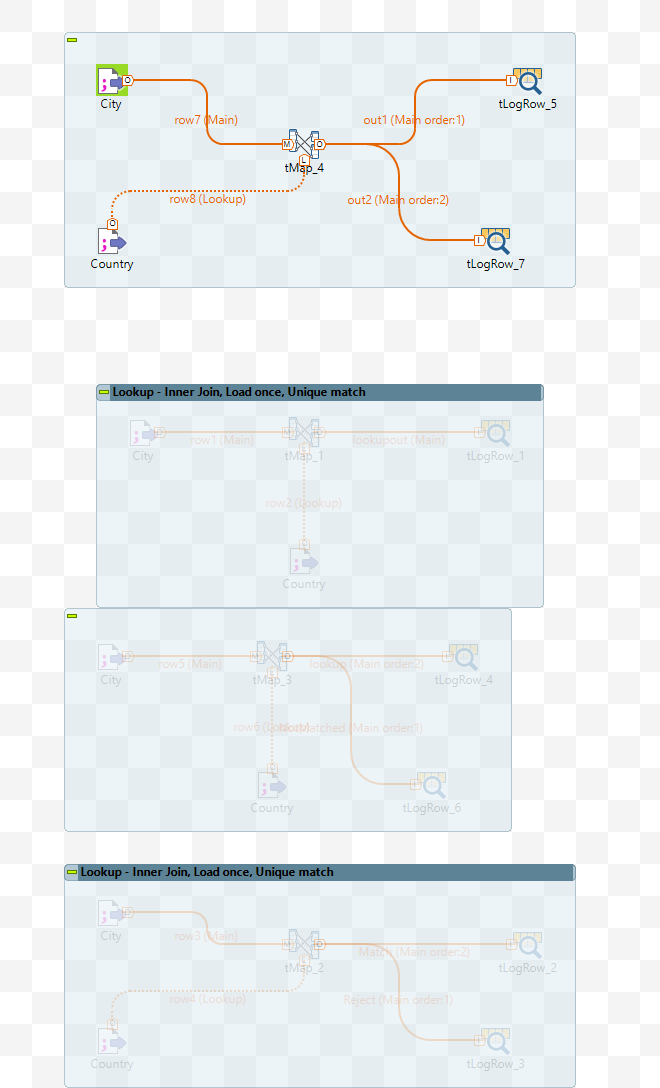 City
tLogRow_5
row7 (Main)
out1 (Main order:1)
tMap_4
row8 (Lookup)
out2 (Main order:2)
Country
tLogRow_7
Lookup - Inner Join, Load once, Unique match
row1 (Main)
lookupout (Main)
City
tMap_1
tLogRow_1
row2 (Lookup)
Country
row5 (Main)
lookup (Main order:2)
City
tMap_3
tLogRow_4
NotMatched (Main order:1)
Country
tLogRow_6
Lookup - Inner Join, Load once, Unique match
City
row3 (Main)
Match (Main order:2)
tMap_2
tLogRow_2
row4 (Lookup)
Reject (Main order:1)
Country
tLogRow_3